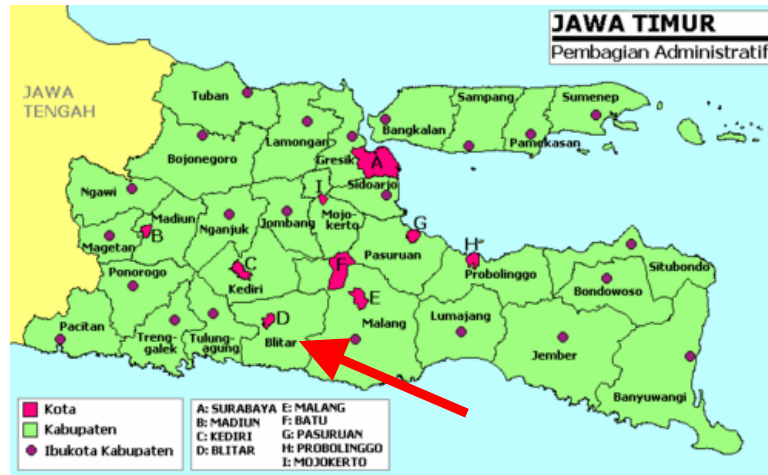 JAWA TIMUR
Pembagian Administratif
JAWA
TENGAH
Tuban
Lamongan
Bojonegoro
Gresik
A
Bangkalan
Sampang
Pamekasan
Sumenep
Ngawi
Madiun
B
Magetan
Nganjuk
Jombang
I
Mojo-
kerto
Sidoarjo
G
Pasuruan
H
Probolinggo
Situbondo
Bondowoso
Ponorogo
C
Kediri
F
E
Malang
Lumajang
Jember
Banyuwangi
Pacitan
Treng-
galek
Tulung-
agung
D
Blitar
Kota
Kabupaten
Ibukota Kabupaten
A: SURABAYA
B: MADIUN
C: KEDIRI
D: BLITAR
E: MALANG
F: BATU
G: PASURUAN
H: PROBOLINGGO
I: MOJOKERTO